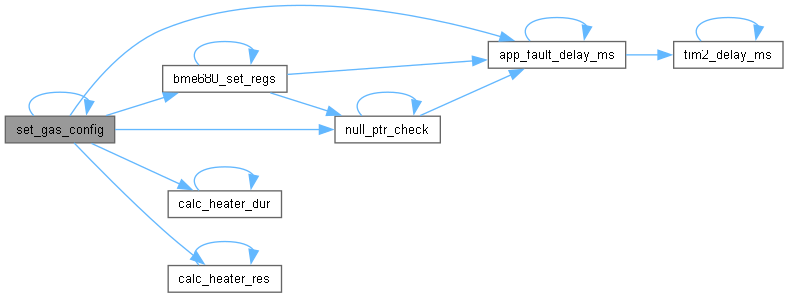 app_fault_delay_ms
tim2_delay_ms
bme680_set_regs
set_gas_config
null_ptr_check
calc_heater_dur
calc_heater_res